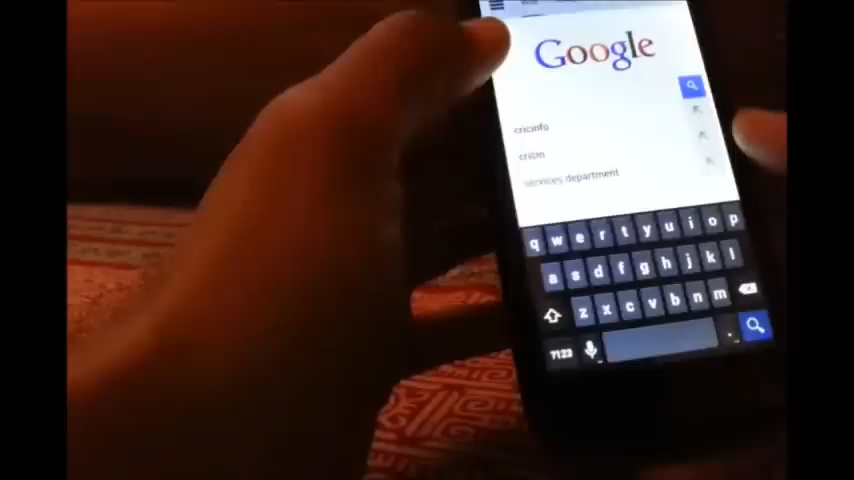 Google
cricinfo
cricin
services department
q w e r t y u i o p
a s d f g h j k l
z x c v b n m
?123 .